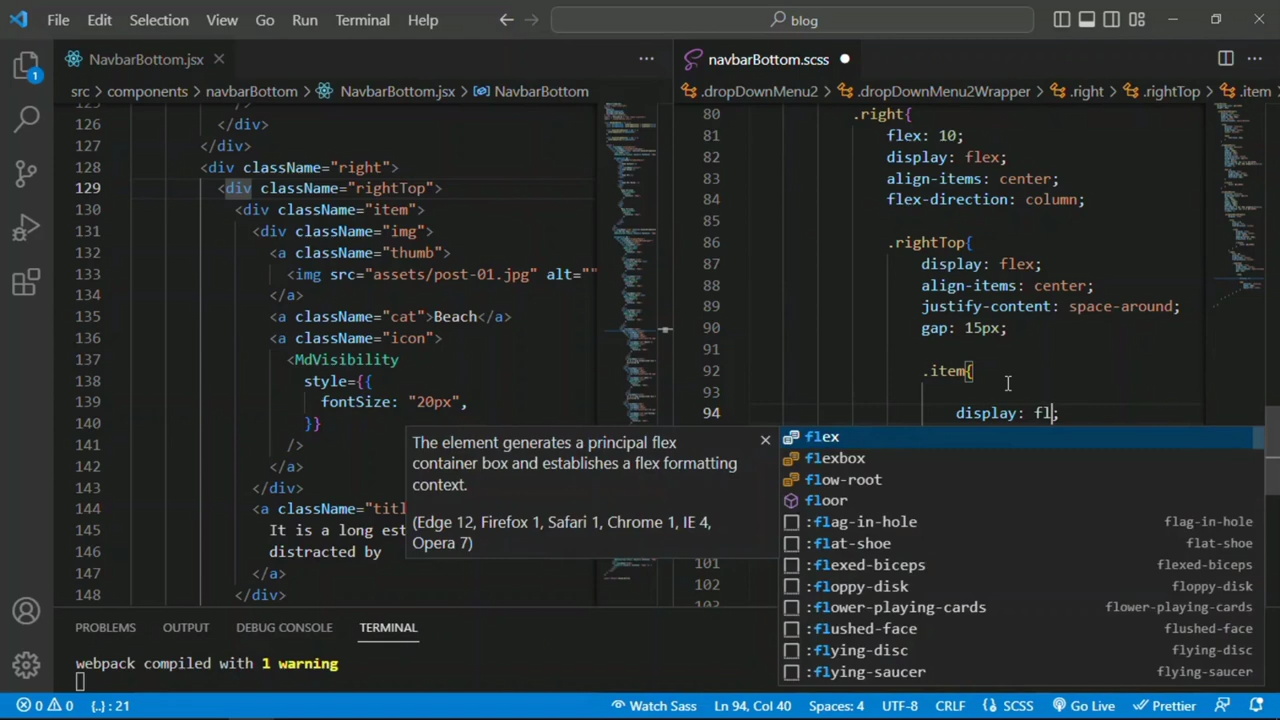 File Edit Selection View Go Run Terminal Help
blog
NavbarBottom.jsx
src components navbarBottom NavbarBottom.jsx NavbarBottom
126 </div>
127 </div>
128 <div className="right">
129 <div className="rightTop">
130 <div className="item">
131 <div className="img">
132 <a className="thumb">
133 <img src="assets/post-01.jpg" alt=""
134 </a>
135 <a className="cat">Beach</a>
136 <a className="icon">
137 <MdVisibility
138 style={{
139 fontSize: "20px",
140 }}
141 />
142 </a>
143 </div>
144 <a className="titl
145 It is a long est
146 distracted by
147 </a>
148 </div>
navbarBottom.scss
.dropDownMenu2 .dropDownMenu2Wrapper .right .rightTop .item
80 .right{
81 flex: 10;
82 display: flex;
83 align-items: center;
84 flex-direction: column;
85
86 .rightTop{
87 display: flex;
88 align-items: center;
89 justify-content: space-around;
90 gap: 15px;
91
92 .item{
93
94 display: fl;
101
102
The element generates a principal flex
container box and establishes a flex formatting
context.
(Edge 12, Firefox 1, Safari 1, Chrome 1, IE 4,
Opera 7)
flex
flexbox
flow-root
floor
:flag-in-hole flag-in-hole
:flat-shoe flat-shoe
:flexed-biceps flexed-biceps
:floppy-disk floppy-disk
:flower-playing-cards flower-playing-cards
:flushed-face flushed-face
:flying-disc flying-disc
:flying-saucer flying-saucer
PROBLEMS OUTPUT DEBUG CONSOLE TERMINAL
webpack compiled with 1 warning
1
0 0 {..} : 21 Watch Sass Ln 94, Col 40 Spaces: 4 UTF-8 CRLF SCSS Go Live Prettier